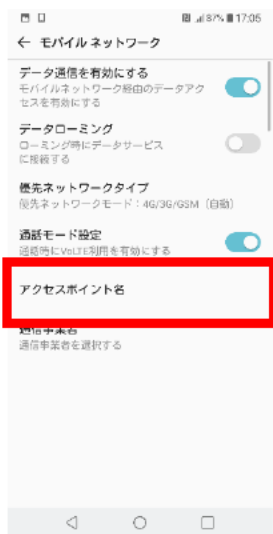 87% 17:05
← モバイル ネットワーク
データ通信を有効にする
モバイルネットワーク経由のデータアク
セスを有効にする
データローミング
ローミング時にデータサービス
に接続する
優先ネットワークタイプ
優先ネットワークモード：4G/3G/GSM（自動）
通話モード設定
通話時にVoLTE利用を有効にする
アクセスポイント名
通信事業名
通信事業者を選択する